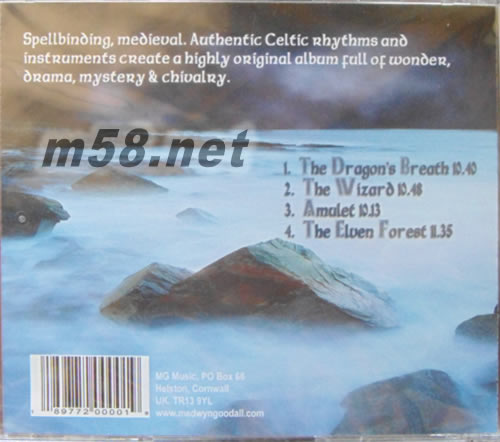 Spellbinding, medieval. Authentic Celtic rhythms and
instruments create a highly original album full of wonder,
drama, mystery & chivalry.
m58.net
1. The Dragon's Breath 10.40
2. The Wizard 10.48
3. Amulet 10.13
4. The Elven Forest 11.35
MG Music, PO Box 66
Helston, Cornwall
UK. TR13 9YL
www.medwyngoodall.com